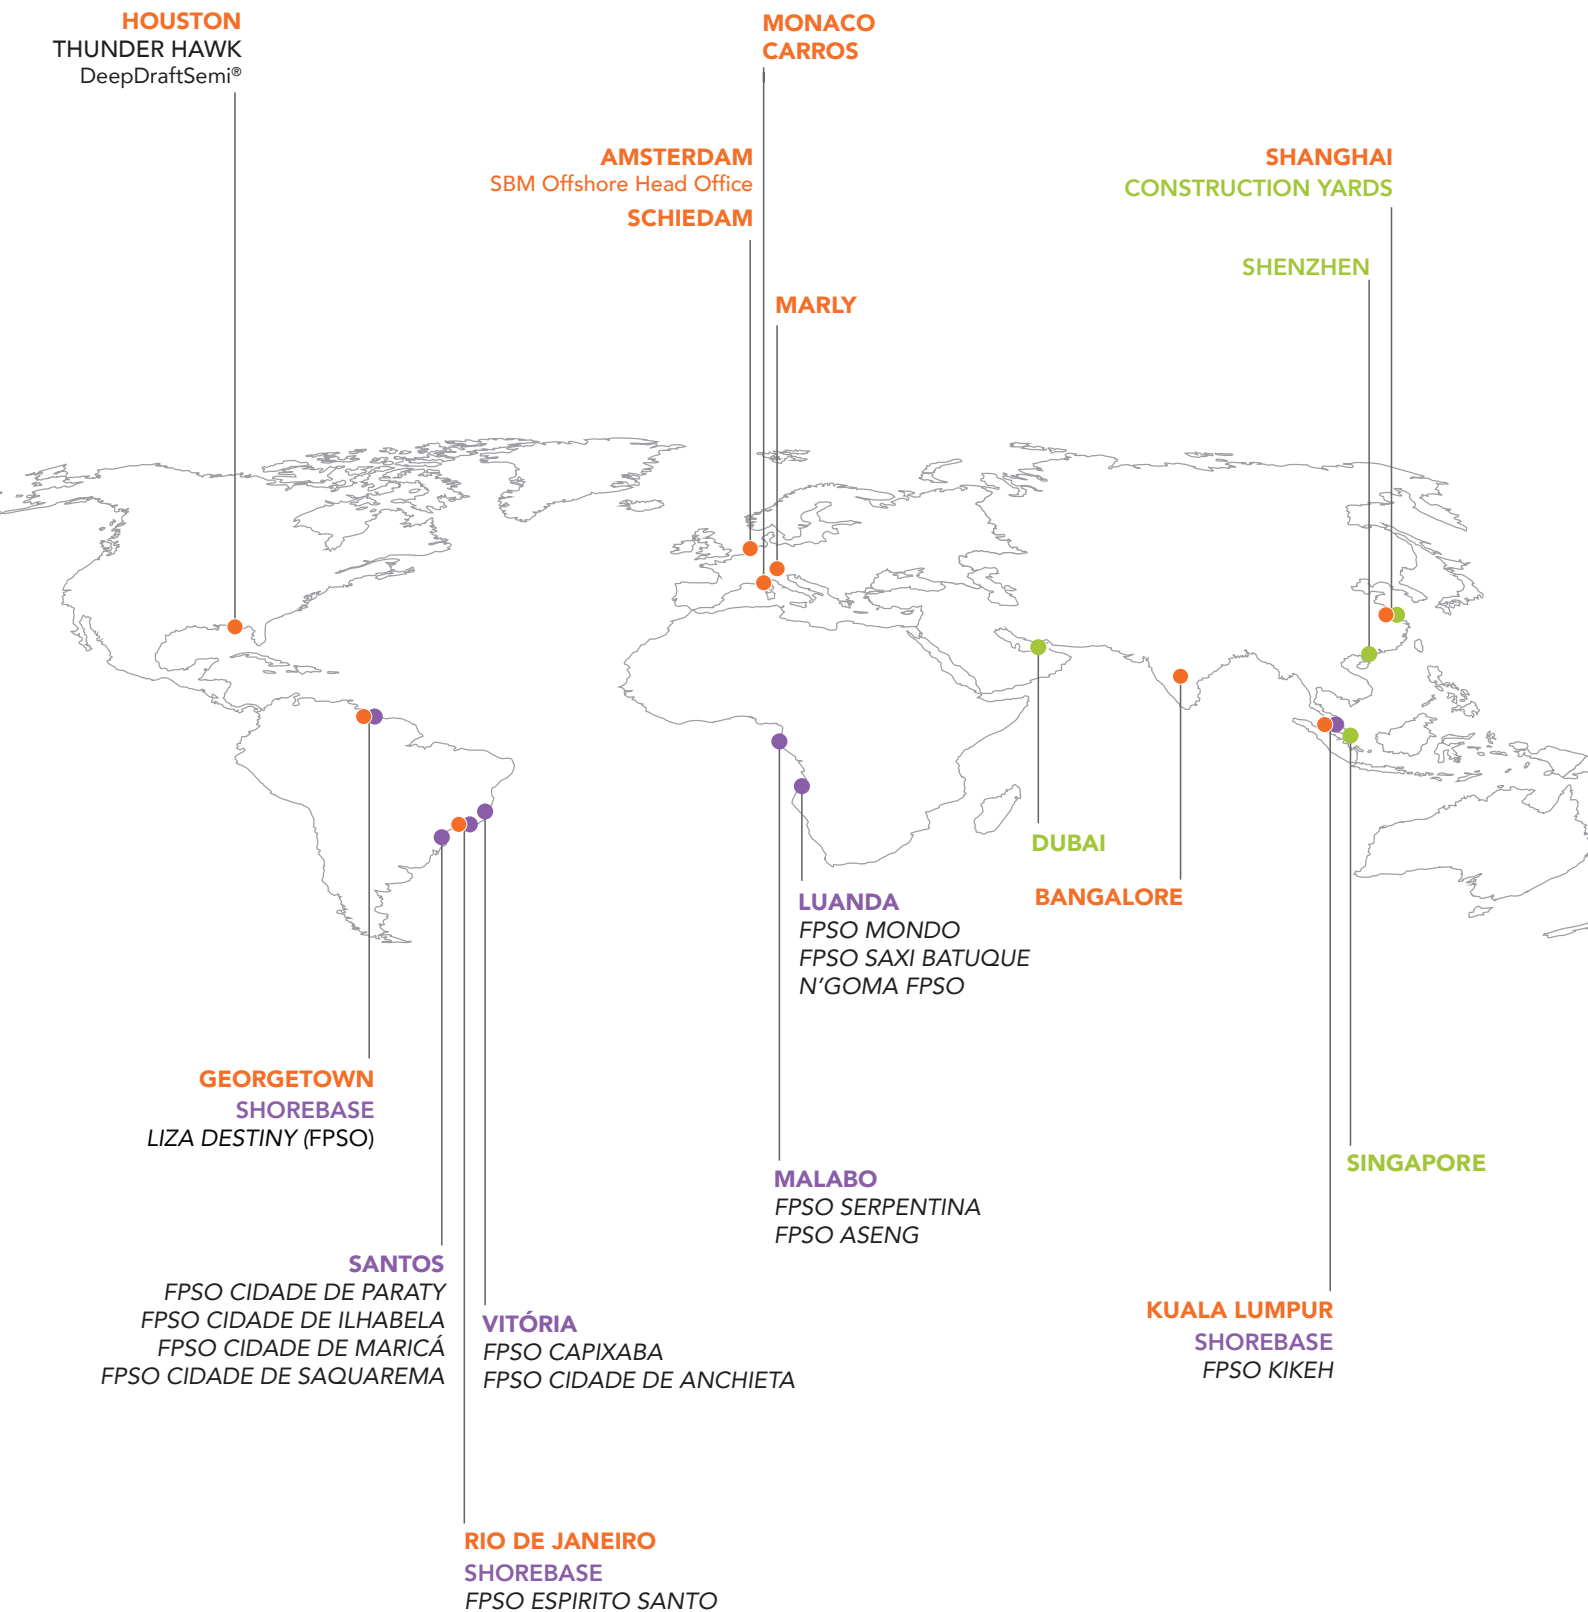 HOUSTON
THUNDER HAWK
DeepDraftSemi®
MONACO
CARROS
AMSTERDAM
SBM Offshore Head Office
SCHIEDAM
MARLY
SHANGHAI
CONSTRUCTION YARDS
SHENZHEN
DUBAI
BANGALORE
LUANDA
FPSO MONDO
FPSO SAXI BATUQUE
N'GOMA FPSO
GEORGETOWN
SHOREBASE
LIZA DESTINY (FPSO)
MALABO
FPSO SERPENTINA
FPSO ASENG
SINGAPORE
SANTOS
FPSO CIDADE DE PARATY
FPSO CIDADE DE ILHABELA
FPSO CIDADE DE MARICÁ
FPSO CIDADE DE SAQUAREMA
VITÓRIA
FPSO CAPIXABA
FPSO CIDADE DE ANCHIETA
KUALA LUMPUR
SHOREBASE
FPSO KIKEH
RIO DE JANEIRO
SHOREBASE
FPSO ESPIRITO SANTO